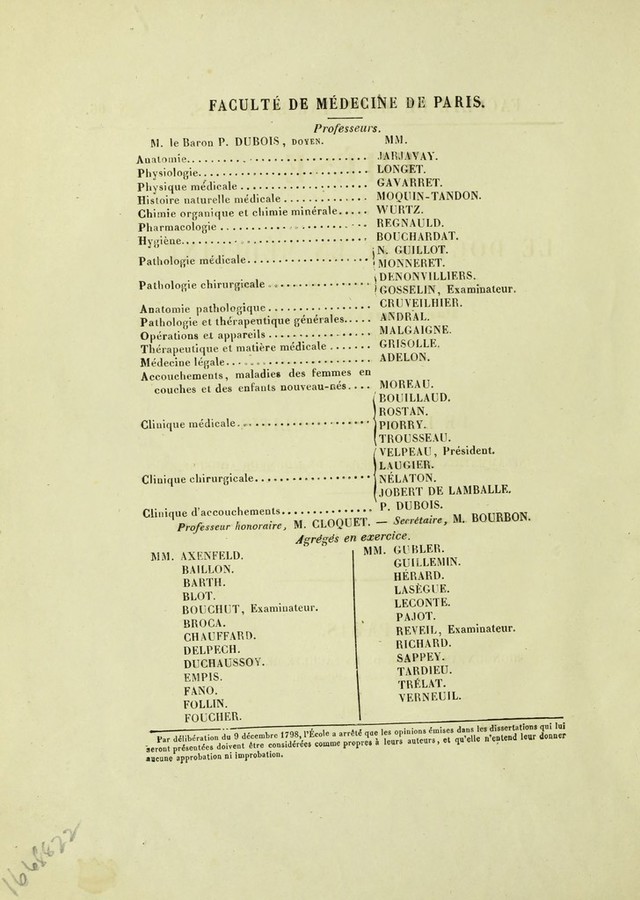 FACULTÉ DE MÉDECINE DE PARIS.
Professeurs.
M. le Baron P. DUBOIS, DOYEN. MM.
Anatomie.................................. JARJAVAY.
Physiologie............................... LONGET.
Physique médicale ........................ GAVARRET.
Histoire naturelle médicale .............. MOQUIN-TANDON.
Chimie organique et chimie minérale..... WURTZ.
Pharmacologie ............................ REGNAULD.
Hygiène................................... BOUCHARDAT.
Pathologie médicale................... N. GUILLOT.
MONNERET.
Pathologie chirurgicale ................ DENONVILLIERS.
GOSSELIN, Examinateur.
Anatomie pathologique................ CRUVEILHIER.
Pathologie et thérapeutique générales..... ANDRAL.
Opérations et appareils .................. MALGAIGNE.
Thérapeutique et matière médicale ....... GRISOLLE.
Médecine légale........................... ADELON.
Accouchements, maladies des femmes en
couches et des enfants nouveau-nés.... MOREAU.
Clinique médicale..................... BOUILLAUD.
ROSTAN.
PIORRY.
TROUSSEAU.
Clinique chirurgicale................... VELPEAU, Président.
LAUGIER.
NÉLATON.
JOBERT DE LAMBALLE.
Clinique d'accouchements.............. P. DUBOIS.
Professeur honoraire, M. CLOQUET. — Secrétaire, M. BOURBON.
Agrégés en exercice.
MM. AXENFELD.
BAILLON.
BARTH.
BLOT.
BOUCHUT, Examinateur.
BROCA.
CHAUFFARD.
DELPECH.
DUCHAUSSOY.
EMPIS.
FANO.
FOLLIN.
FOUCHER.
MM. GUBLER.
GUILLEMIN.
HÉRARD.
LASÈGUE.
LECONTE.
PAJOT.
REVEIL, Examinateur.
RICHARD.
SAPPEY.
TARDIEU.
TRÉLAT.
VERNEUIL.
Par délibération du 9 décembre 1798, l'École a arrêté que les opinions émises dans les dissertations qui lui
seront présentées doivent être considérées comme propres à leurs auteurs, et qu'elle n'entend leur donner
aucune approbation ni improbation.
1668822